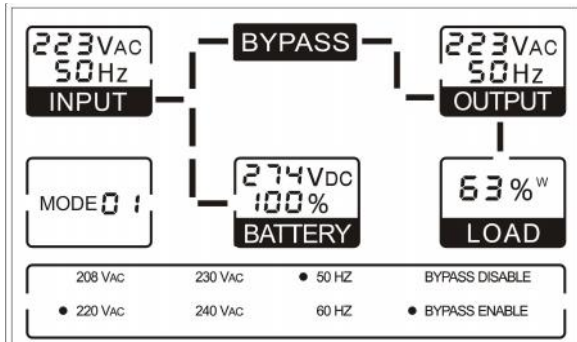 223VAC
50Hz
INPUT
BYPASS
223VAC
50Hz
OUTPUT
MODE 01
274VDC
100%
BATTERY
63%W
LOAD
208 VAC 230 VAC ● 50 HZ BYPASS DISABLE
● 220 VAC 240 VAC 60 HZ ● BYPASS ENABLE